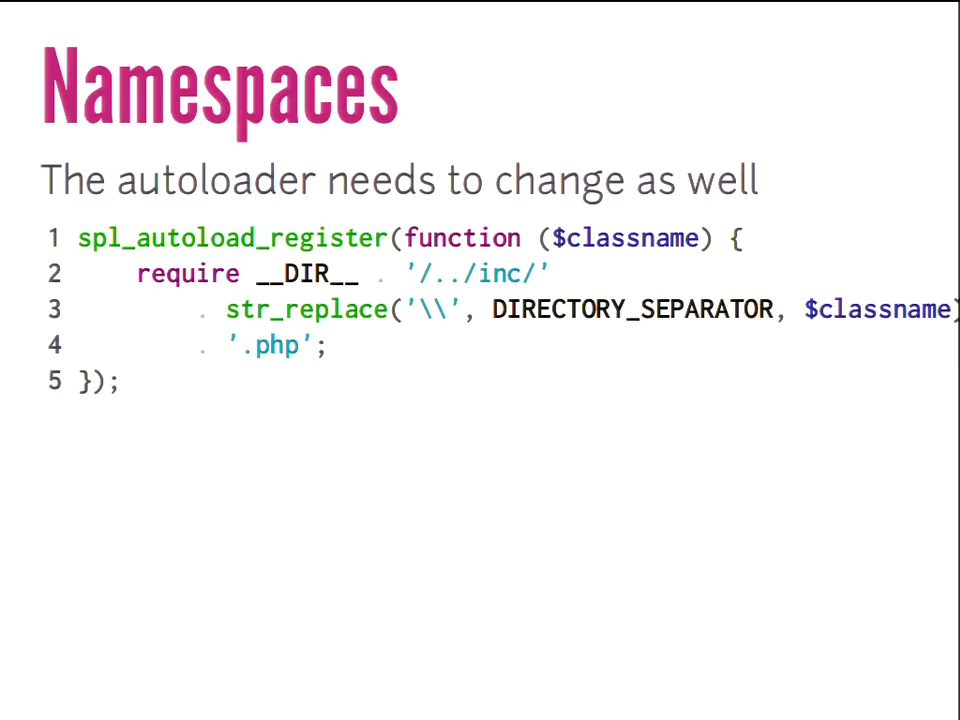 Namespaces
The autoloader needs to change as well
1 spl_autoload_register(function ($classname) {
2     require __DIR__ . '/../inc/'
3         . str_replace('\\', DIRECTORY_SEPARATOR, $classname)
4         . '.php';
5 });